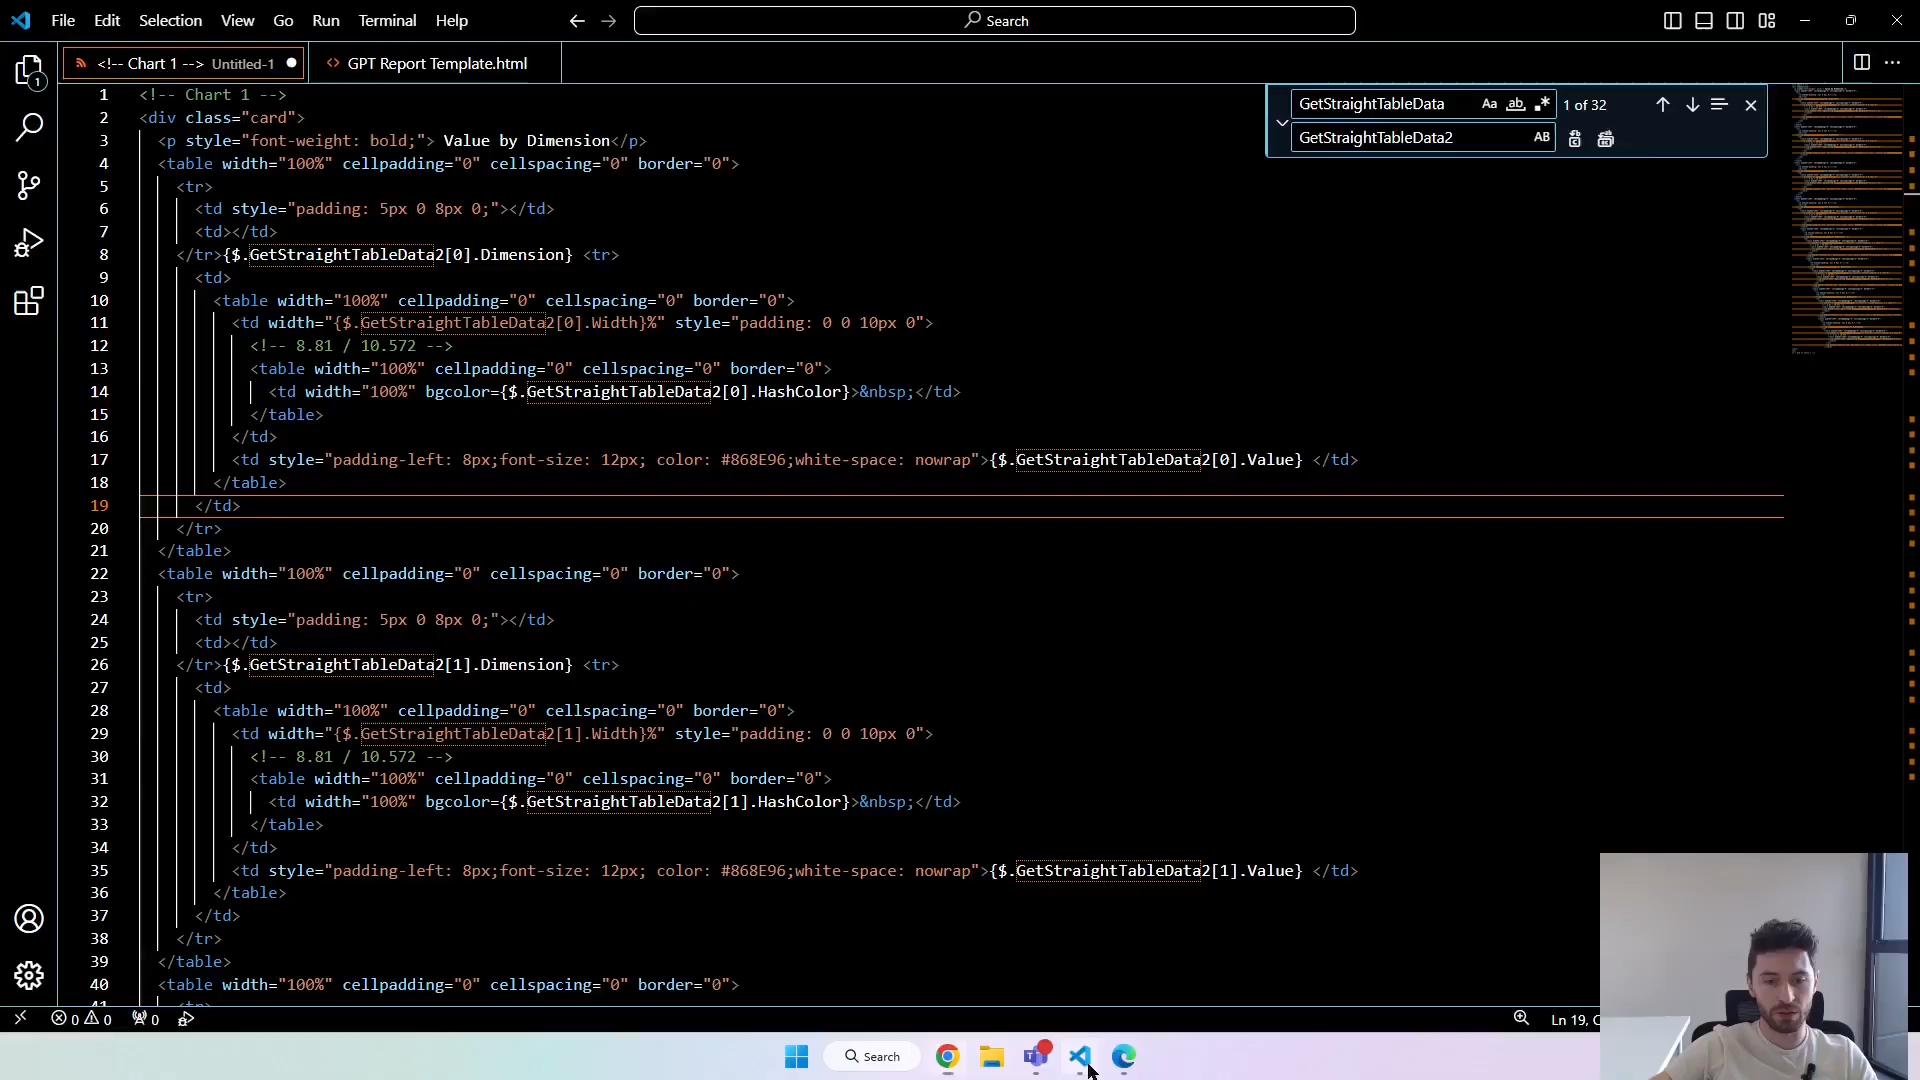 File Edit Selection View Go Run Terminal Help Search
<!-- Chart 1 --> Untitled-1 GPT Report Template.html
GetStraightTableData Aa ab 1 of 32
GetStraightTableData2 AB
1 <!-- Chart 1 -->
2 <div class="card">
3 <p style="font-weight: bold;"> Value by Dimension</p>
4 <table width="100%" cellpadding="0" cellspacing="0" border="0">
5 <tr>
6 <td style="padding: 5px 0 8px 0;"></td>
7 <td></td>
8 </tr>{$.GetStraightTableData2[0].Dimension} <tr>
9 <td>
10 <table width="100%" cellpadding="0" cellspacing="0" border="0">
11 <td width="{$.GetStraightTableData2[0].Width}%" style="padding: 0 0 10px 0">
12 <!-- 8.81 / 10.572 -->
13 <table width="100%" cellpadding="0" cellspacing="0" border="0">
14 <td width="100%" bgcolor={$.GetStraightTableData2[0].HashColor}>&nbsp;</td>
15 </table>
16 </td>
17 <td style="padding-left: 8px;font-size: 12px; color: #868E96;white-space: nowrap">{$.GetStraightTableData2[0].Value} </td>
18 </table>
19 </td>
20 </tr>
21 </table>
22 <table width="100%" cellpadding="0" cellspacing="0" border="0">
23 <tr>
24 <td style="padding: 5px 0 8px 0;"></td>
25 <td></td>
26 </tr>{$.GetStraightTableData2[1].Dimension} <tr>
27 <td>
28 <table width="100%" cellpadding="0" cellspacing="0" border="0">
29 <td width="{$.GetStraightTableData2[1].Width}%" style="padding: 0 0 10px 0">
30 <!-- 8.81 / 10.572 -->
31 <table width="100%" cellpadding="0" cellspacing="0" border="0">
32 <td width="100%" bgcolor={$.GetStraightTableData2[1].HashColor}>&nbsp;</td>
33 </table>
34 </td>
35 <td style="padding-left: 8px;font-size: 12px; color: #868E96;white-space: nowrap">{$.GetStraightTableData2[1].Value} </td>
36 </table>
37 </td>
38 </tr>
39 </table>
40 <table width="100%" cellpadding="0" cellspacing="0" border="0">
0 0 0 Ln 19, C
Search